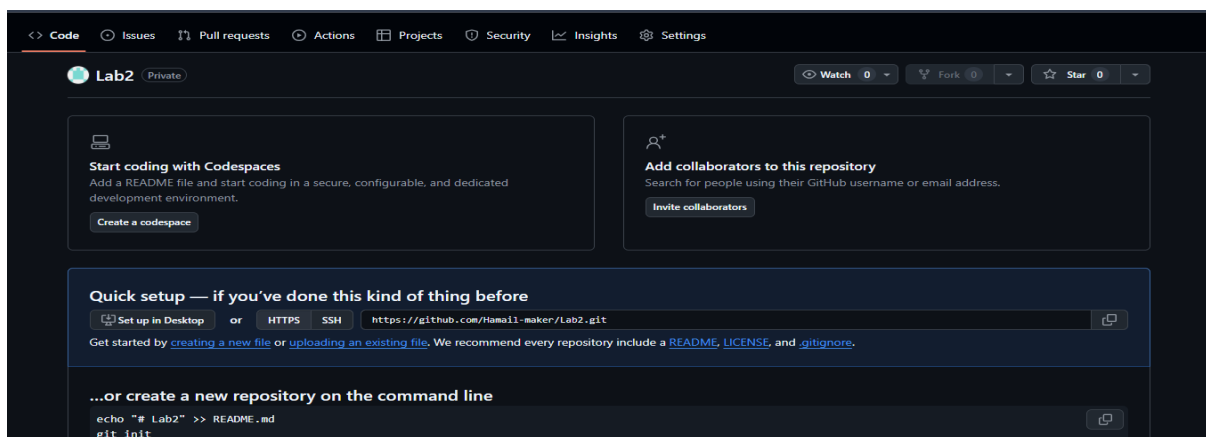 <> Code Issues Pull requests Actions Projects Security Insights Settings
Lab2 Private Watch 0 Fork 0 Star 0
Start coding with Codespaces
Add a README file and start coding in a secure, configurable, and dedicated
development environment.
Create a codespace
Add collaborators to this repository
Search for people using their GitHub username or email address.
Invite collaborators
Quick setup — if you’ve done this kind of thing before
Set up in Desktop or HTTPS SSH https://github.com/Hamail-maker/Lab2.git
Get started by creating a new file or uploading an existing file. We recommend every repository include a README, LICENSE, and .gitignore.
...or create a new repository on the command line
echo "# Lab2" >> README.md
git init